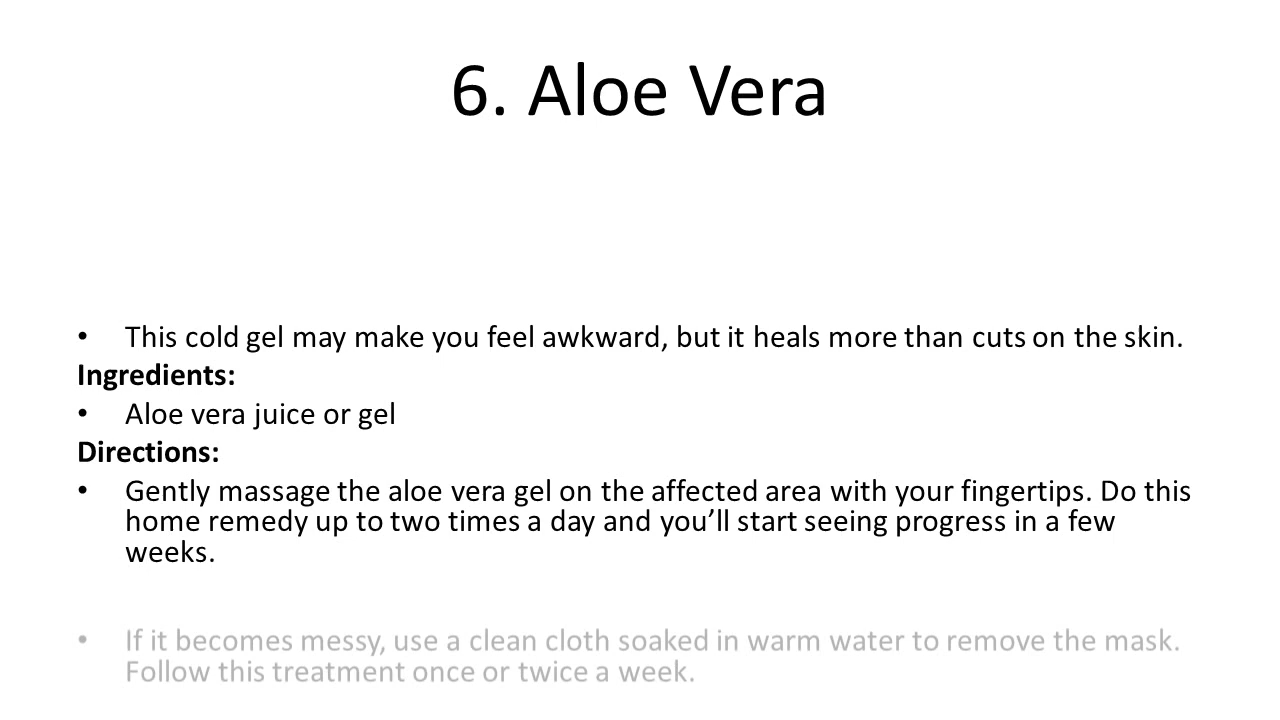 6. Aloe Vera
• This cold gel may make you feel awkward, but it heals more than cuts on the skin.
Ingredients:
• Aloe vera juice or gel
Directions:
• Gently massage the aloe vera gel on the affected area with your fingertips. Do this
home remedy up to two times a day and you’ll start seeing progress in a few
weeks.
• If it becomes messy, use a clean cloth soaked in warm water to remove the mask.
Follow this treatment once or twice a week.